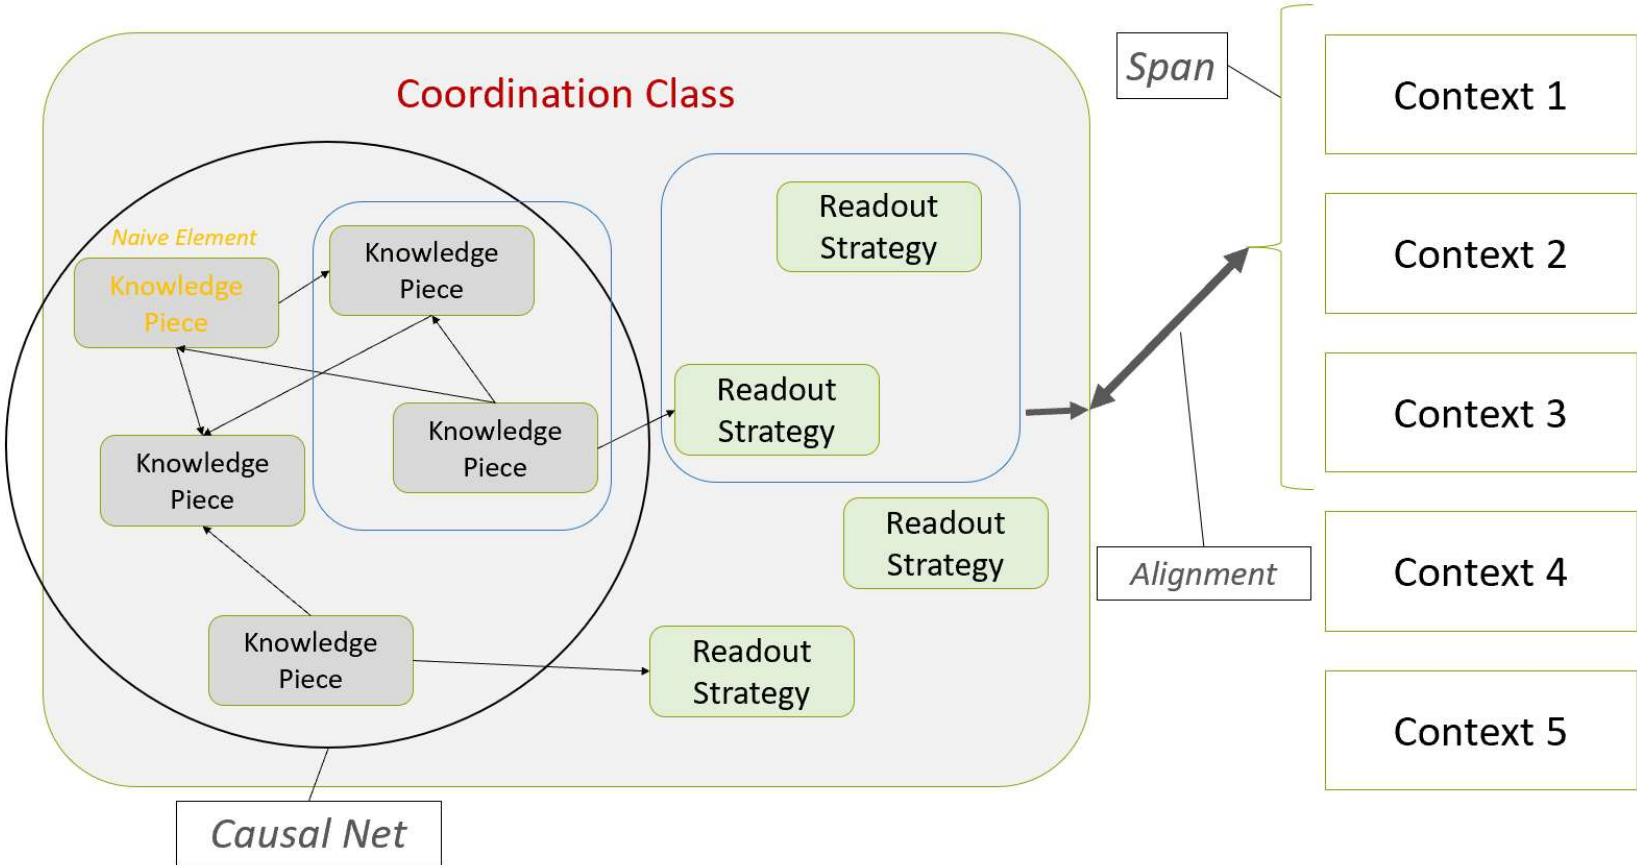 Coordination Class
Naive Element
Knowledge
Piece
Knowledge
Piece
Knowledge
Piece
Knowledge
Piece
Knowledge
Piece
Causal Net
Readout
Strategy
Readout
Strategy
Readout
Strategy
Readout
Strategy
Span
Alignment
Context 1
Context 2
Context 3
Context 4
Context 5